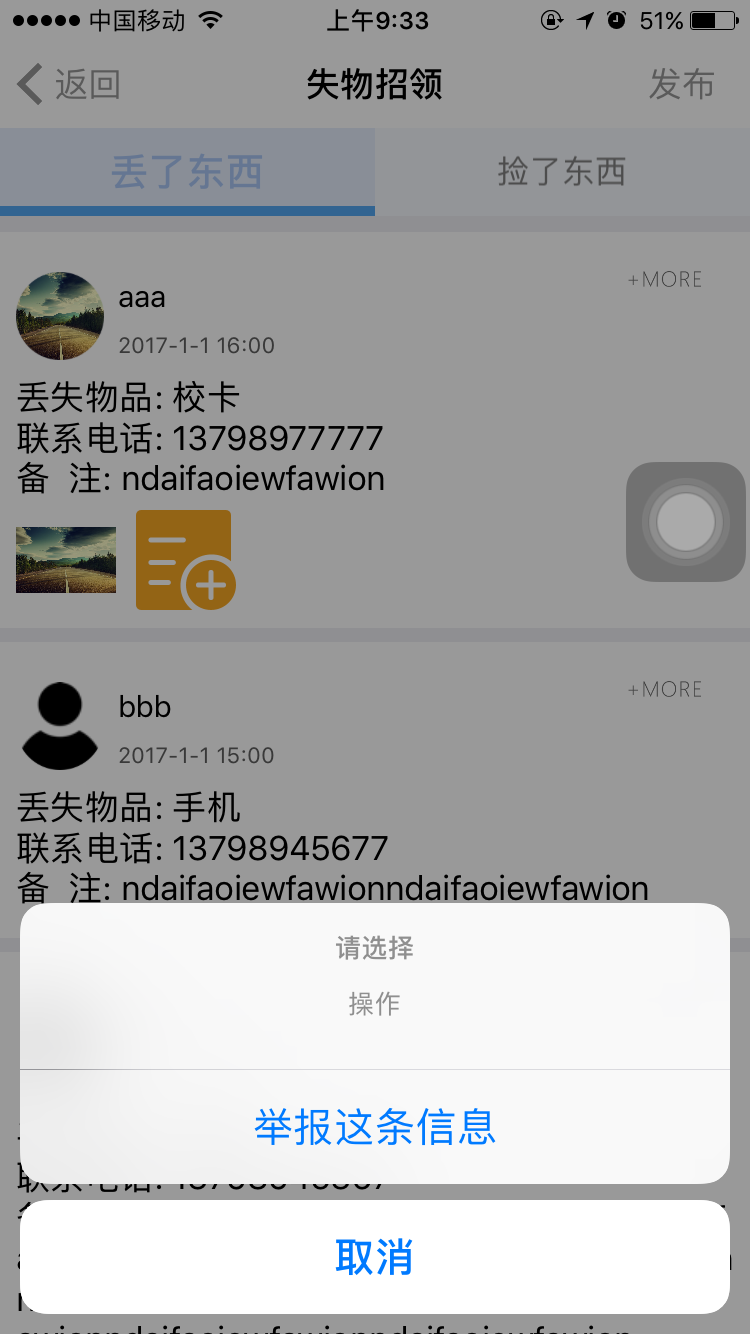 中国移动 上午9:33 51%
返回 失物招领 发布
丢了东西 捡了东西
aaa +MORE
2017-1-1 16:00
丢失物品: 校卡
联系电话: 13798977777
备 注: ndaifaoiewfawion
bbb +MORE
2017-1-1 15:00
丢失物品: 手机
联系电话: 13798945677
备 注: ndaifaoiewfawionndaifaoiewfawion
请选择
操作
举报这条信息
取消